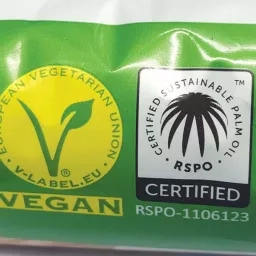 EUROPEAN VEGETARIAN UNION
• V-LABEL.EU •
®
VEGAN
CERTIFIED SUSTAINABLE PALM OIL
• RSPO •
™
CERTIFIED
RSPO-1106123